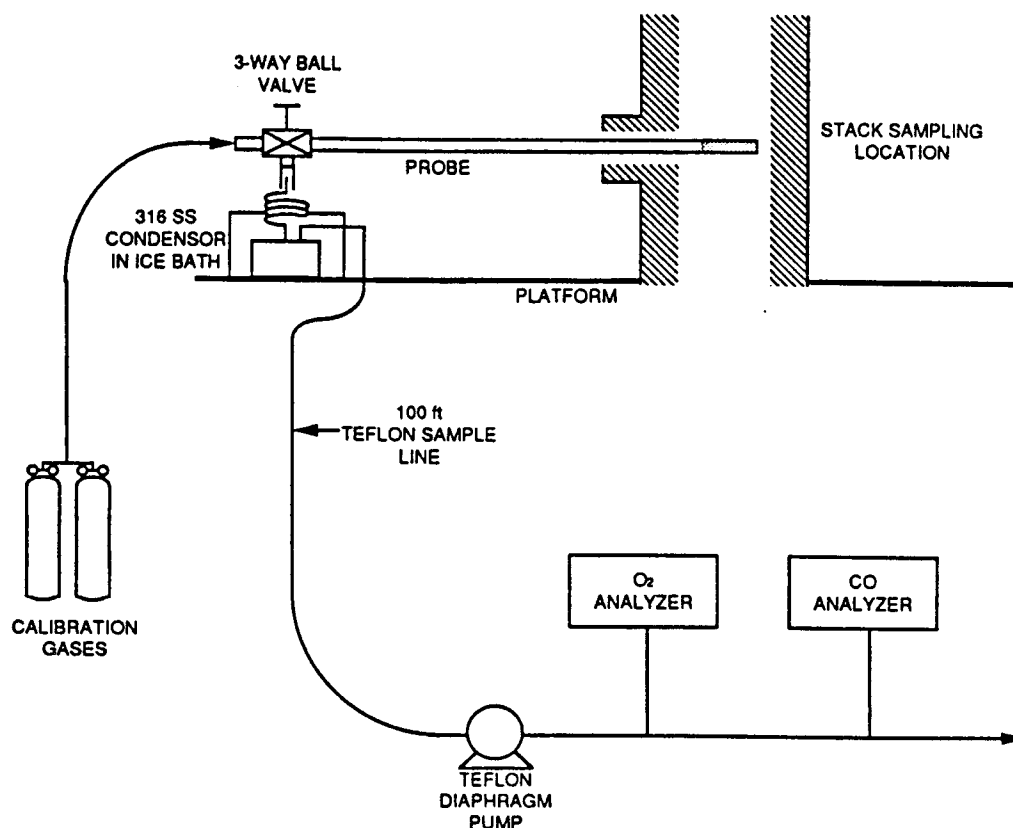 3-WAY BALL
VALVE
STACK SAMPLING
LOCATION
PROBE
316 SS
CONDENSOR
IN ICE BATH
PLATFORM
100 ft
TEFLON SAMPLE
LINE
CALIBRATION
GASES
O₂
ANALYZER
CO
ANALYZER
TEFLON
DIAPHRAGM
PUMP